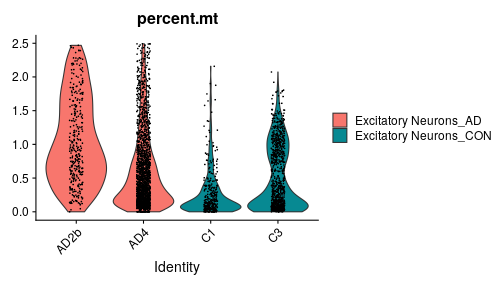 percent.mt
2.5
2.0
1.5
1.0
0.5
0.0
AD2b
AD4
C1
C3
Identity
Excitatory Neurons_AD
Excitatory Neurons_CON